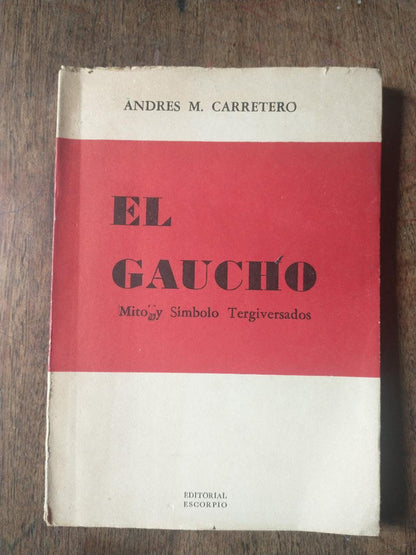 ANDRES M. CARRETERO
EL
GAUCHO
Mito y Símbolo Tergiversados
EDITORIAL
ESCORPIO